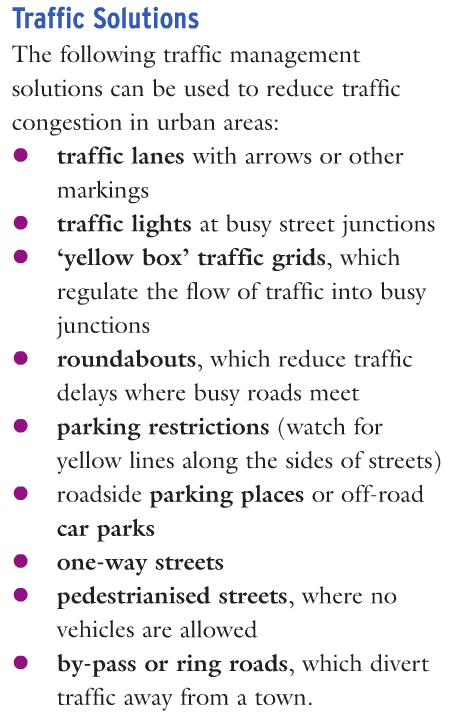 Traffic Solutions
The following traffic management
solutions can be used to reduce traffic
congestion in urban areas:
● traffic lanes with arrows or other
markings
● traffic lights at busy street junctions
● ‘yellow box’ traffic grids, which
regulate the flow of traffic into busy
junctions
● roundabouts, which reduce traffic
delays where busy roads meet
● parking restrictions (watch for
yellow lines along the sides of streets)
● roadside parking places or off-road
car parks
● one-way streets
● pedestrianised streets, where no
vehicles are allowed
● by-pass or ring roads, which divert
traffic away from a town.